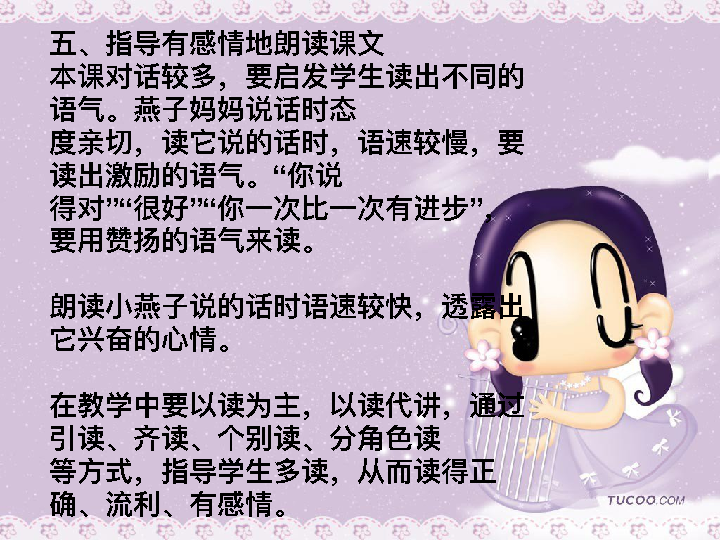 五、指导有感情地朗读课文
本课对话较多，要启发学生读出不同的
语气。燕子妈妈说话时态
度亲切，读它说的话时，语速较慢，要
读出激励的语气。“你说
得对”“很好”“你一次比一次有进步”，
要用赞扬的语气来读。
朗读小燕子说的话时语速较快，透露出
它兴奋的心情。
在教学中要以读为主，以读代讲，通过
引读、齐读、个别读、分角色读
等方式，指导学生多读，从而读得正
确、流利、有感情。
TUCOO.COM